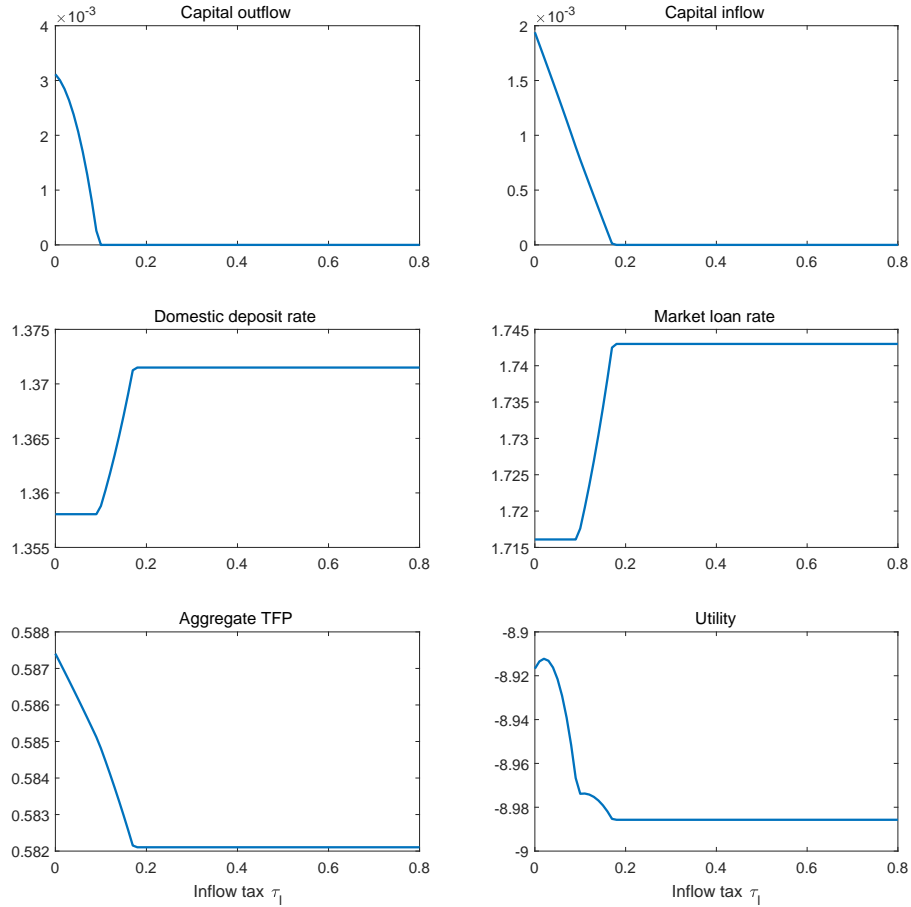 Capital outflow
×10⁻³
4
3
2
1
0
0 0.2 0.4 0.6 0.8
Capital inflow
×10⁻³
2
1.5
1
0.5
0
0 0.2 0.4 0.6 0.8
Domestic deposit rate
1.375
1.37
1.365
1.36
1.355
0 0.2 0.4 0.6 0.8
Market loan rate
1.745
1.74
1.735
1.73
1.725
1.72
1.715
0 0.2 0.4 0.6 0.8
Aggregate TFP
0.588
0.587
0.586
0.585
0.584
0.583
0.582
0 0.2 0.4 0.6 0.8
Inflow tax τ_I
Utility
-8.9
-8.92
-8.94
-8.96
-8.98
-9
0 0.2 0.4 0.6 0.8
Inflow tax τ_I